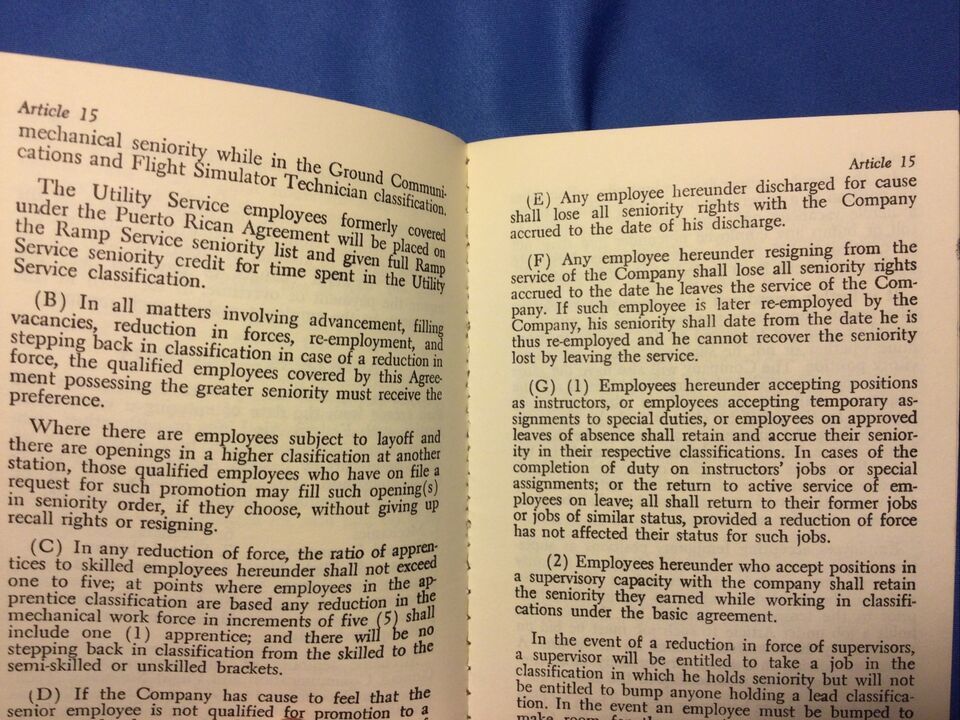 Article 15
mechanical seniority while in the Ground Communi-
cations and Flight Simulator Technician classification.
The Utility Service employees formerly covered
under the Puerto Rican Agreement will be placed on
the Ramp Service seniority list and given full Ramp
Service seniority credit for time spent in the Utility
Service classification.
(B) In all matters involving advancement, filling
vacancies, reduction in forces, re-employment, and
stepping back in classification in case of a reduction in
force, the qualified employees covered by this Agree-
ment possessing the greater seniority must receive the
preference.
Where there are employees subject to layoff and
there are openings in a higher clasification at another
station, those qualified employees who have on file a
request for such promotion may fill such opening(s)
in seniority order, if they choose, without giving up
recall rights or resigning.
(C) In any reduction of force, the ratio of appren-
tices to skilled employees hereunder shall not exceed
one to five; at points where employees in the ap-
prentice classification are based any reduction in the
mechanical work force in increments of five (5) shall
include one (1) apprentice; and there will be no
stepping back in classification from the skilled to the
semi-skilled or unskilled brackets.
(D) If the Company has cause to feel that the
senior employee is not qualified for promotion to a
Article 15
(E) Any employee hereunder discharged for cause
shall lose all seniority rights with the Company
accrued to the date of his discharge.
(F) Any employee hereunder resigning from the
service of the Company shall lose all seniority rights
accrued to the date he leaves the service of the Com-
pany. If such employee is later re-employed by the
Company, his seniority shall date from the date he is
thus re-employed and he cannot recover the seniority
lost by leaving the service.
(G) (1) Employees hereunder accepting positions
as instructors, or employees accepting temporary as-
signments to special duties, or employees on approved
leaves of absence shall retain and accrue their senior-
ity in their respective classifications. In cases of the
completion of duty on instructors' jobs or special
assignments; or the return to active service of em-
ployees on leave; all shall return to their former jobs
or jobs of similar status, provided a reduction of force
has not affected their status for such jobs.
(2) Employees hereunder who accept positions in
a supervisory capacity with the company shall retain
the seniority they earned while working in classifi-
cations under the basic agreement.
In the event of a reduction in force of supervisors,
a supervisor will be entitled to take a job in the
classification in which he holds seniority but will not
be entitled to bump anyone holding a lead classifica-
tion. In the event an employee must be bumped to
make room for the